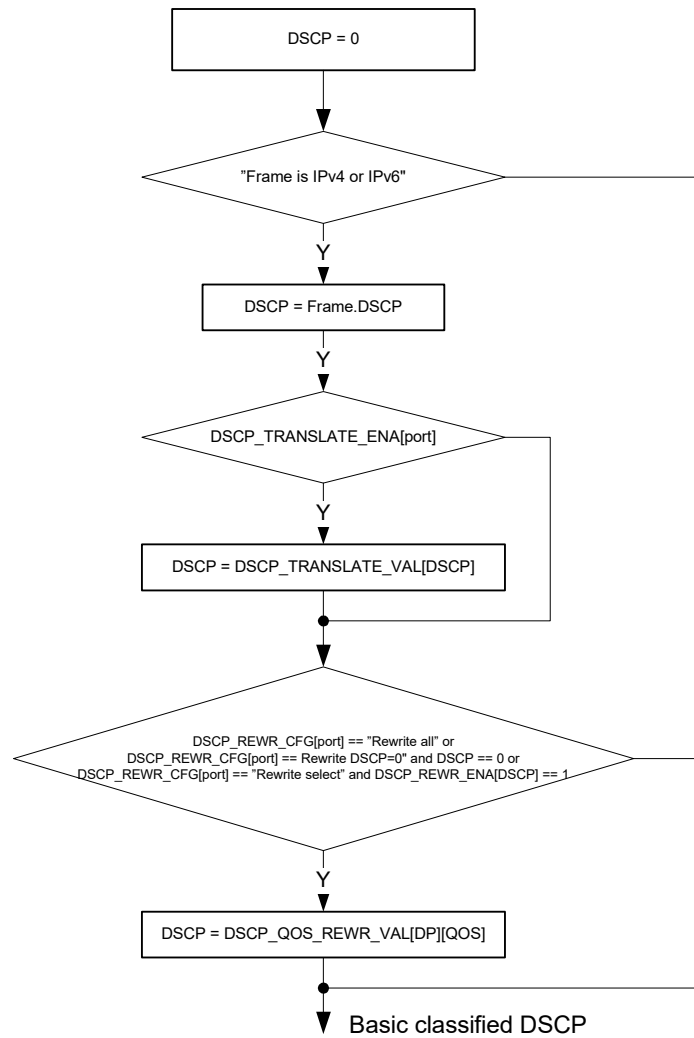 DSCP = 0
”Frame is IPv4 or IPv6"
Y
DSCP = Frame.DSCP
Y
DSCP_TRANSLATE_ENA[port]
Y
DSCP = DSCP_TRANSLATE_VAL[DSCP]
DSCP_REWR_CFG[port] == ”Rewrite all” or
DSCP_REWR_CFG[port] == Rewrite DSCP=0" and DSCP == 0 or
DSCP_REWR_CFG[port] == ”Rewrite select” and DSCP_REWR_ENA[DSCP] == 1
Y
DSCP = DSCP_QOS_REWR_VAL[DP][QOS]
Basic classified DSCP